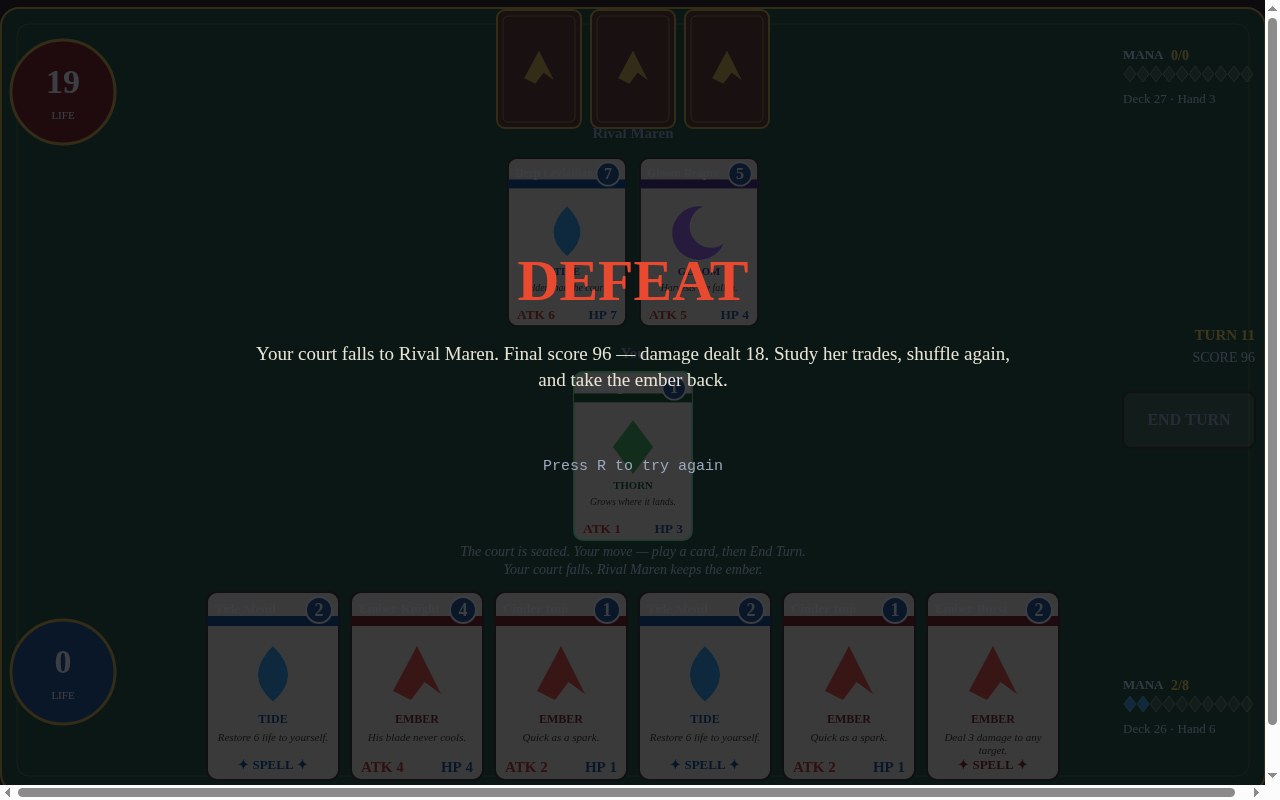 19
LIFE
MANA 0/0
Deck 27 · Hand 3
Rival Maren
7
5
TIDE
ATK 6 HP 7
ATK 5 HP 4
DEFEAT
Your court falls to Rival Maren. Final score 96 — damage dealt 18. Study her trades, shuffle again,
and take the ember back.
TURN 11
SCORE 96
END TURN
1
Press R to try again
THORN
Grows where it lands.
ATK 1 HP 3
The court is seated. Your move — play a card, then End Turn.
Your court falls. Rival Maren keeps the ember.
0
LIFE
2
TIDE
Restore 6 life to yourself.
✦ SPELL ✦
4
EMBER
His blade never cools.
ATK 4 HP 4
1
EMBER
Quick as a spark.
ATK 2 HP 1
2
TIDE
Restore 6 life to yourself.
✦ SPELL ✦
1
EMBER
Quick as a spark.
ATK 2 HP 1
2
EMBER
Deal 3 damage to any
target.
✦ SPELL ✦
MANA 2/8
Deck 26 · Hand 6